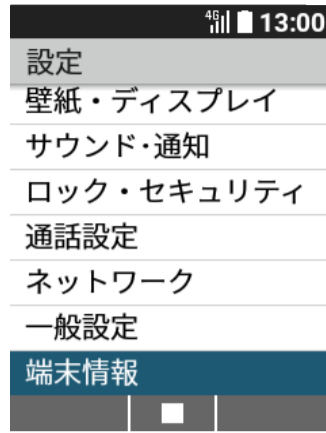 4G 13:00
設定
壁紙・ディスプレイ
サウンド･通知
ロック・セキュリティ
通話設定
ネットワーク
一般設定
端末情報